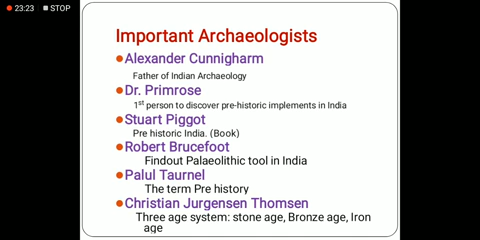 23:23 STOP
Important Archaeologists
Alexander Cunnigharm
Father of Indian Archaeology
Dr. Primrose
1st person to discover pre-historic implements in India
Stuart Piggot
Pre historic India. (Book)
Robert Brucefoot
Findout Palaeolithic tool in India
Palul Taurnel
The term Pre history
Christian Jurgensen Thomsen
Three age system: stone age, Bronze age, Iron
age